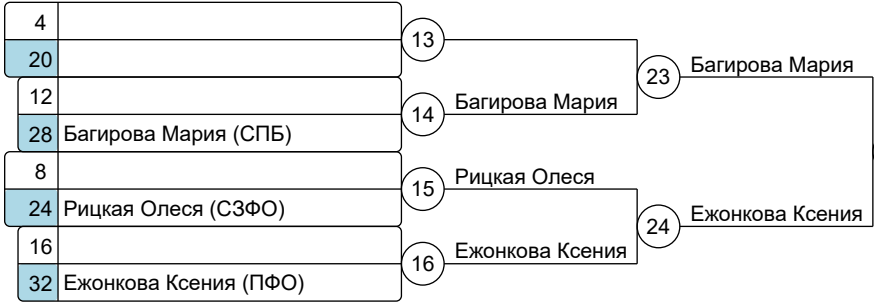 4
13
20
23 Багирова Мария
12
14 Багирова Мария
28 Багирова Мария (СПБ)
8
15 Рицкая Олеся
24 Рицкая Олеся (СЗФО)
24 Ежонкова Ксения
16
16 Ежонкова Ксения
32 Ежонкова Ксения (ПФО)